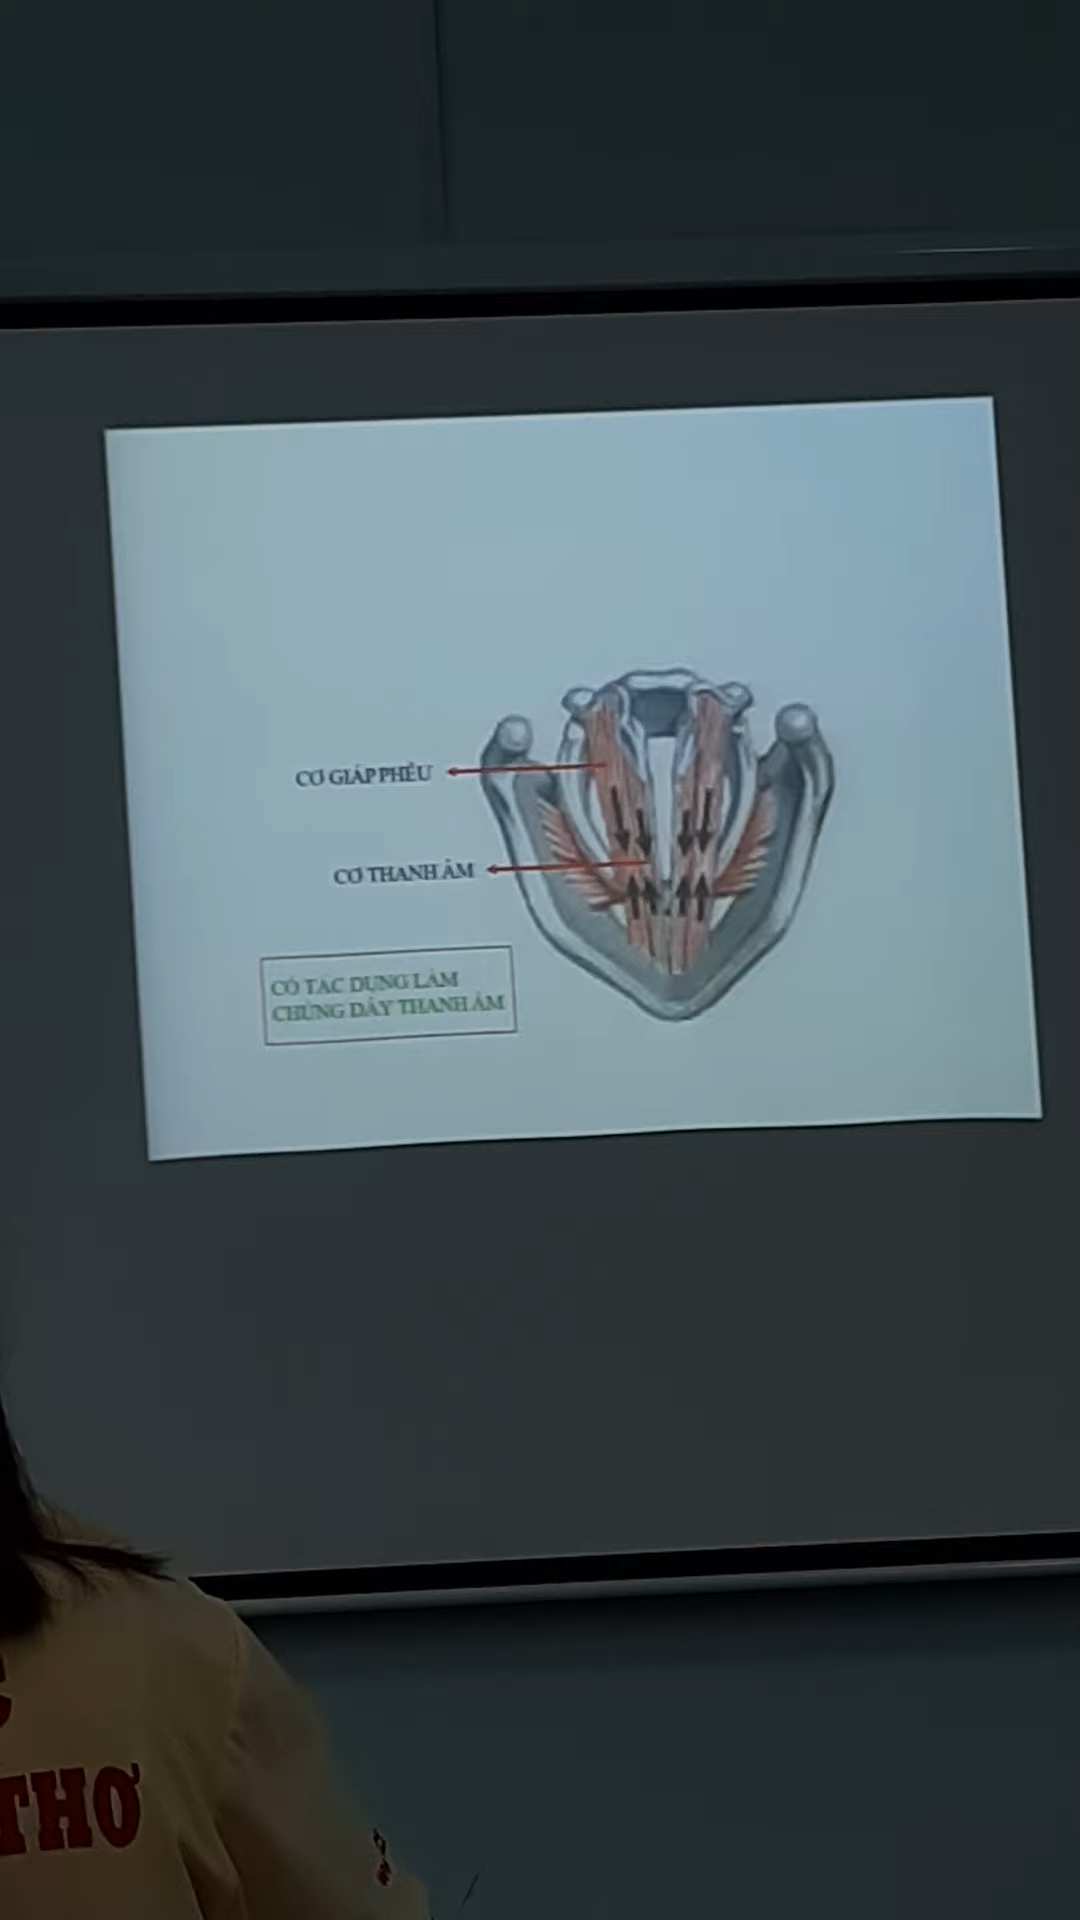 CƠ GIÁP PHỄU
CƠ THANH ÂM
CÓ TÁC DỤNG LÀM
CHÙNG DÂY THANH ÂM
THƠ